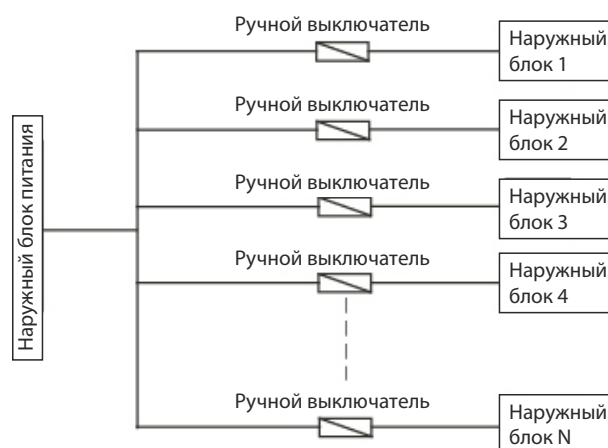 Ручной выключатель
Наружный
блок 1
Ручной выключатель
Наружный
блок 2
Наружный блок питания
Ручной выключатель
Наружный
блок 3
Ручной выключатель
Наружный
блок 4
Ручной выключатель
Наружный
блок N